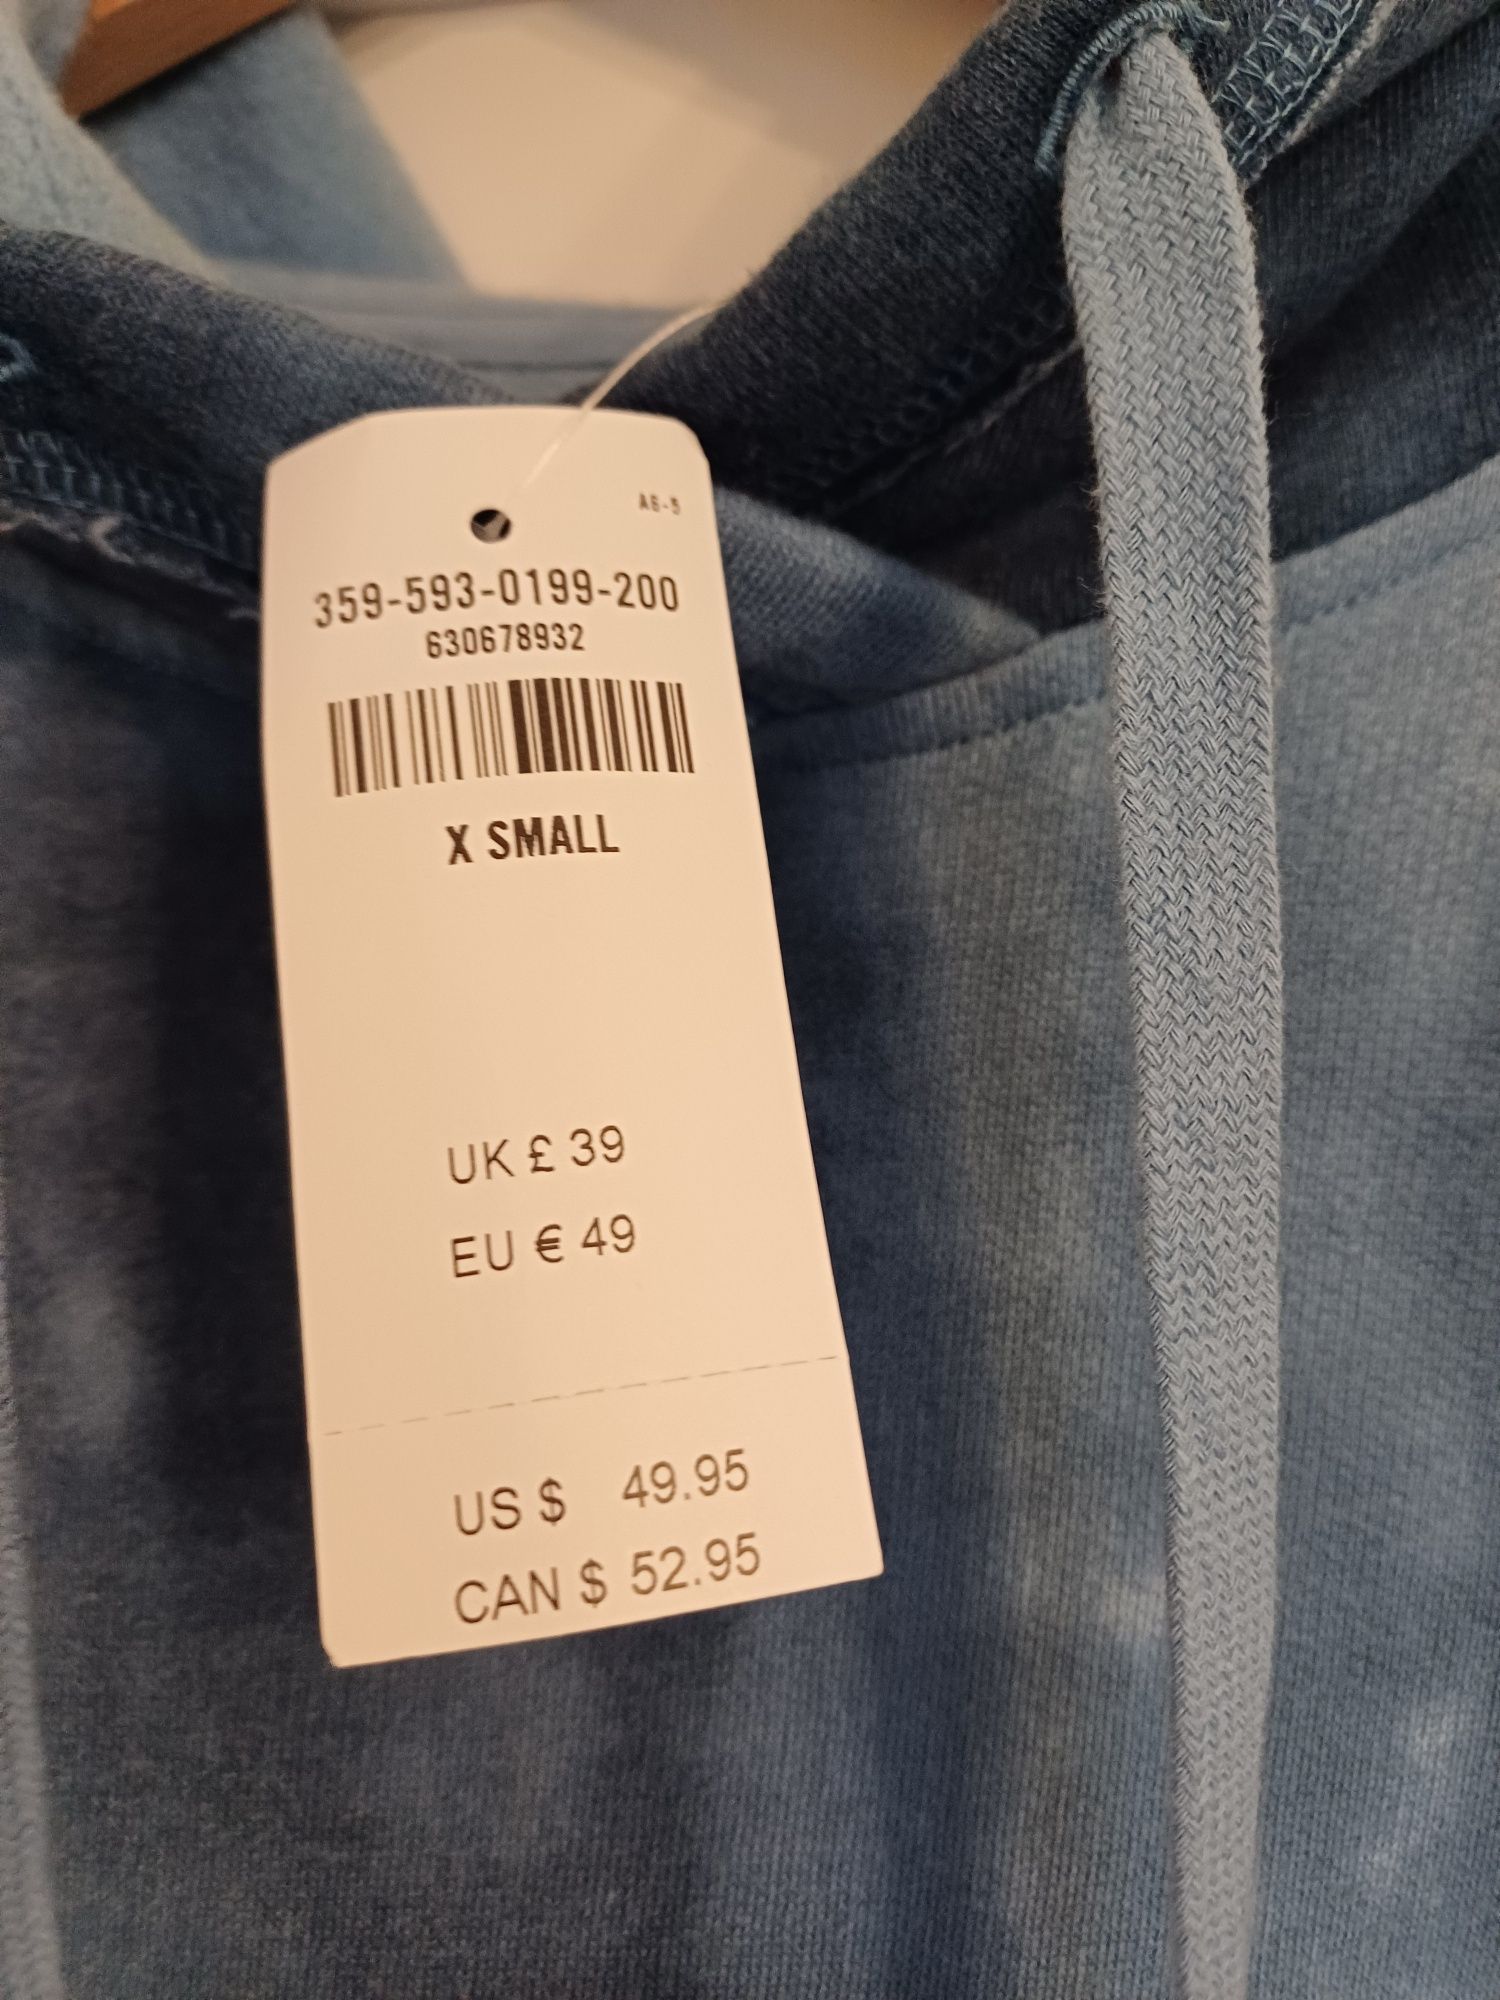 A6-5
359-593-0199-200
630678932
X SMALL
UK £ 39
EU € 49
US $ 49.95
CAN $ 52.95